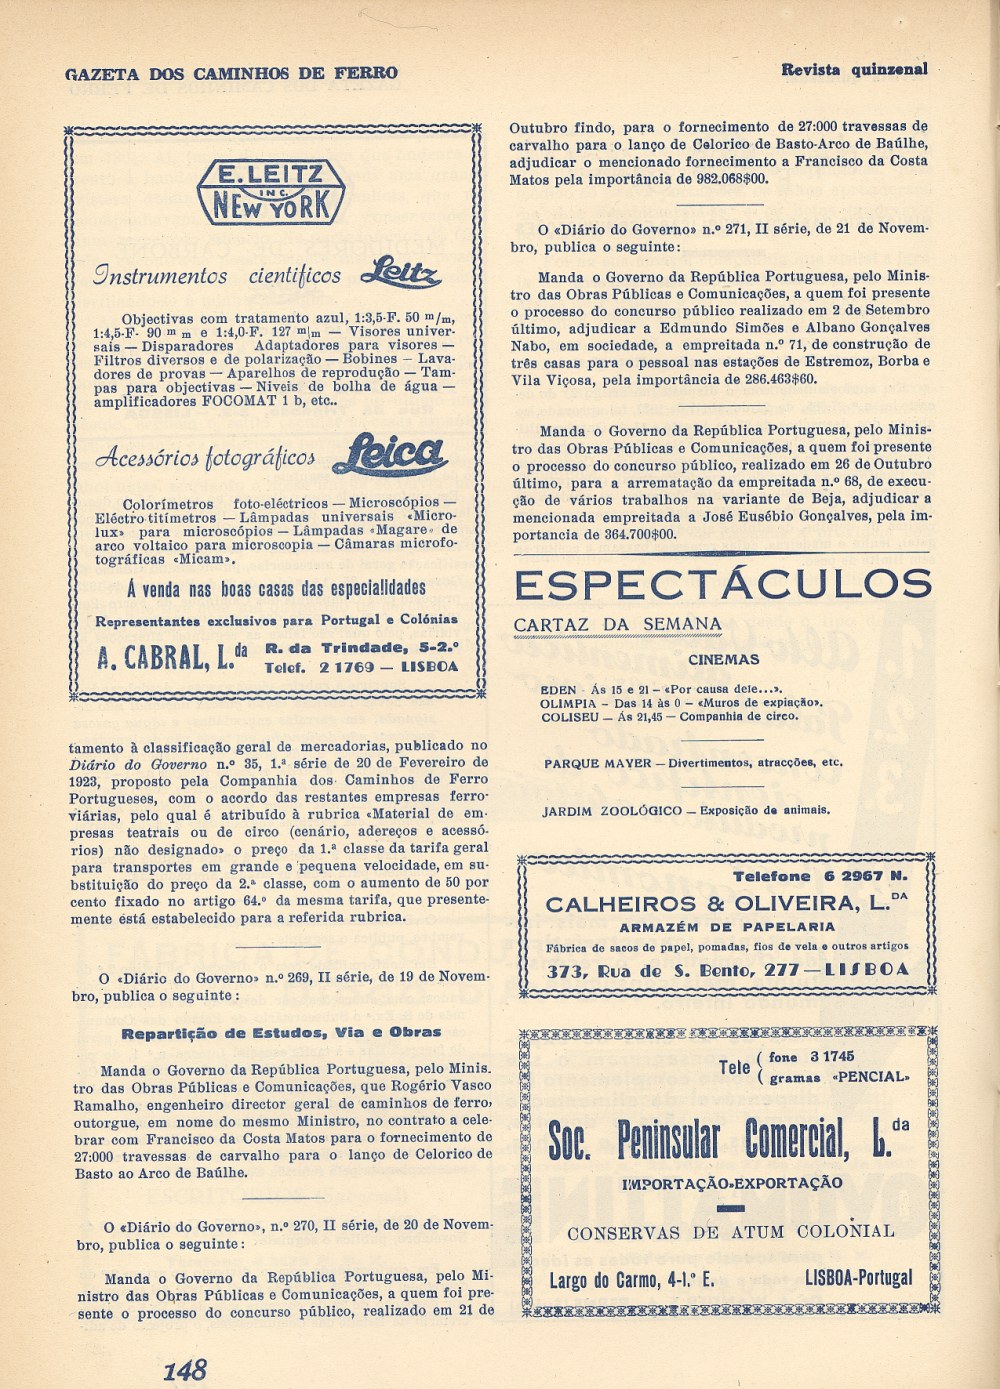 GAZETA DOS CAMINHOS DE FERRO
Revista quinzenal
E. LEITZ
INC.
NEW YORK
Instrumentos cientificos Leitz
Objectivas com tratamento azul, 1:3,5-F. 50 m/m,
1:4,5-F- 90 m m e 1:4,0-F. 127 m|m — Visores univer-
sais — Disparadores Adaptadores para visores —
Filtros diversos e de polarização — Bobines — Lava-
dores de provas — Aparelhos de reprodução — Tam-
pas para objectivas — Niveis de bolha de água —
amplificadores FOCOMAT 1 b, etc..
Acessórios fotográficos Leica
Colorímetros foto-eléctricos — Microscópios —
Eléctro-titímetros — Lâmpadas universais «Micro-
lux» para microscópios — Lâmpadas «Magare» de
arco voltaico para microscopia — Câmaras microfo-
tográficas «Micam».
Á venda nas boas casas das especialidades
Representantes exclusivos para Portugal e Colónias
A. CABRAL, L.da R. da Trindade, 5-2.º
Telef. 2 1769 — LISBOA
tamento à classificação geral de mercadorias, publicado no
Diário do Governo n.º 35, 1.ª série de 20 de Fevereiro de
1923, proposto pela Companhia dos Caminhos de Ferro
Portugueses, com o acordo das restantes empresas ferro-
viárias, pelo qual é atribuído à rubrica «Material de em-
presas teatrais ou de circo (cenário, adereços e acessó-
rios) não designado» o preço da 1.ª classe da tarifa geral
para transportes em grande e pequena velocidade, em su-
bstituição do preço da 2.ª classe, com o aumento de 50 por
cento fixado no artigo 64.º da mesma tarifa, que presente-
mente está estabelecido para a referida rubrica.
O «Diário do Governo» n.º 269, II série, de 19 de Novem-
bro, publica o seguinte:
Repartição de Estudos, Via e Obras
Manda o Governo da República Portuguesa, pelo Minis.
tro das Obras Públicas e Comunicações, que Rogério Vasco
Ramalho, engenheiro director geral de caminhos de ferro,
outorgue, em nome do mesmo Ministro, no contrato a cele-
brar com Francisco da Costa Matos para o fornecimento de
27:000 travessas de carvalho para o lanço de Celorico de
Basto ao Arco de Baúlhe.
O «Diário do Governo», n.º 270, II série, de 20 de Novem-
bro, publica o seguinte:
Manda o Governo da República Portuguesa, pelo Mi-
nistro das Obras Públicas e Comunicações, a quem foi pre-
sente o processo do concurso público, realizado em 21 de
Outubro findo, para o fornecimento de 27:000 travessas de
carvalho para o lanço de Celorico de Basto-Arco de Baúlhe,
adjudicar o mencionado fornecimento a Francisco da Costa
Matos pela importância de 982.068$00.
O «Diário do Governo» n.º 271, II série, de 21 de Novem-
bro, publica o seguinte:
Manda o Governo da República Portuguesa, pelo Minis-
tro das Obras Públicas e Comunicações, a quem foi presente
o processo do concurso público realizado em 2 de Setembro
último, adjudicar a Edmundo Simões e Albano Gonçalves
Nabo, em sociedade, a empreitada n.º 71, de construção de
três casas para o pessoal nas estações de Estremoz, Borba e
Vila Viçosa, pela importância de 286.463$60.
Manda o Governo da República Portuguesa, pelo Minis-
tro das Obras Públicas e Comunicações, a quem foi presente
o processo do concurso público, realizado em 26 de Outubro
último, para a arrematação da empreitada n.º 68, de execu-
ção de vários trabalhos na variante de Beja, adjudicar a
mencionada empreitada a José Eusébio Gonçalves, pela im-
portancia de 364.700$00.
ESPECTÁCULOS
CARTAZ DA SEMANA
CINEMAS
EDEN - Ás 15 e 21 – «Por causa dele...».
OLIMPIA – Das 14 às 0 – «Muros de expiação».
COLISEU – Ás 21,45 — Companhia de circo.
PARQUE MAYER — Divertimentos, atracções, etc.
JARDIM ZOOLÓGICO — Exposição de animais.
Telefone 6 2967 N.
CALHEIROS & OLIVEIRA, L.DA
ARMAZÉM DE PAPELARIA
Fábrica de sacos de papel, pomadas, fios de vela e outros artigos
373, Rua de S. Bento, 277 — LISBOA
Tele ( fone 3 1745
( gramas «PENCIAL»
Soc. Peninsular Comercial, L.da
IMPORTAÇÃO-EXPORTAÇÃO
CONSERVAS DE ATUM COLONIAL
Largo do Carmo, 4-1.º E. LISBOA-Portugal
148